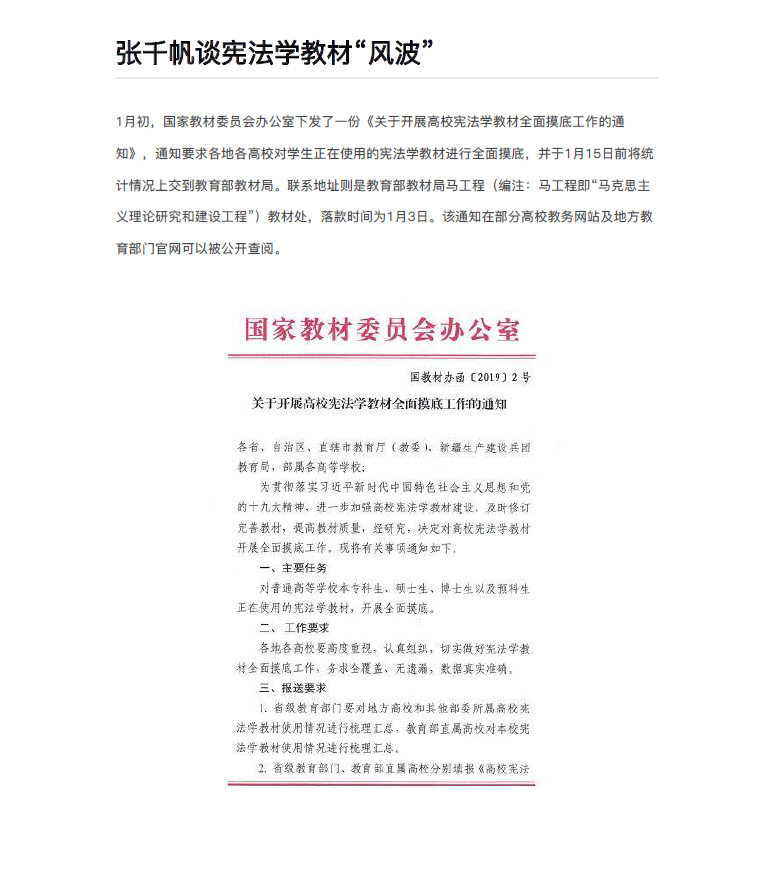 张千帆谈宪法学教材“风波”
1月初，国家教材委员会办公室下发了一份《关于开展高校宪法学教材全面摸底工作的通
知》，通知要求各地各高校对学生正在使用的宪法学教材进行全面摸底，并于1月15日前将统
计情况上交到教育部教材局。联系地址则是教育部教材局马工程（编注：马工程即“马克思主
义理论研究和建设工程”）教材处，落款时间为1月3日。该通知在部分高校教务网站及地方教
育部门官网可以被公开查阅。
国家教材委员会办公室
国教材办函〔2019〕2号
关于开展高校宪法学教材全面摸底工作的通知
各省、自治区、直辖市教育厅（教委）、新疆生产建设兵团
教育局，部属各高等学校：
为贯彻落实习近平新时代中国特色社会主义思想和党
的十九大精神，进一步加强高校宪法学教材建设，及时修订
完善教材，提高教材质量，经研究，决定对高校宪法学教材
开展全面摸底工作。现将有关事项通知如下。
一、主要任务
对普通高等学校本专科生、硕士生、博士生以及预科生
正在使用的宪法学教材，开展全面摸底。
二、工作要求
各地各高校要高度重视，认真组织，切实做好宪法学教
材全面摸底工作，务求全覆盖、无遗漏，数据真实准确。
三、报送要求
1. 省级教育部门要对地方高校和其他部委所属高校宪
法学教材使用情况进行梳理汇总，教育部直属高校对本校宪
法学教材使用情况进行梳理汇总。
2. 省级教育部门、教育部直属高校分别填报《高校宪法